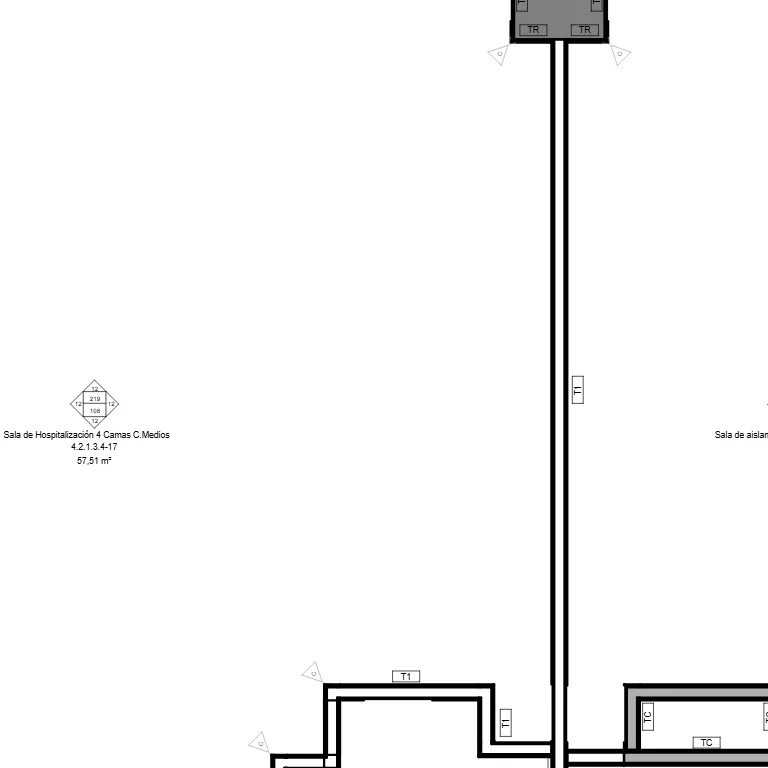 TR
TR
C
C
T1
12
219
12
12
108
12
Sala de Hospitalización 4 Camas C.Medios
4.2.1.3.4-17
57,51 m²
Sala de
C
T1
T1
TC
TC
C